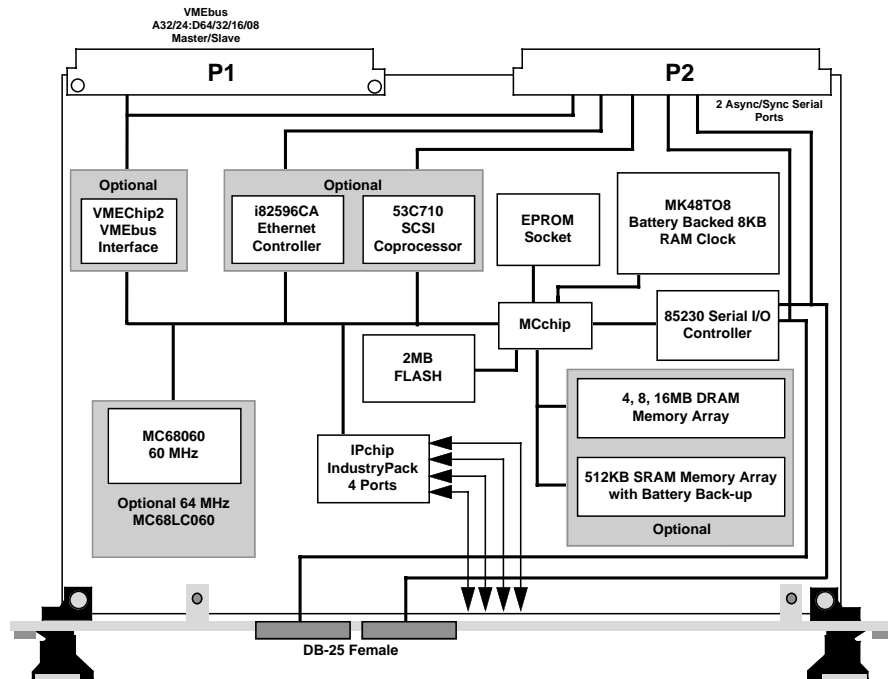 VMEbus
A32/24:D64/32/16/08
Master/Slave
P1
P2
2 Async/Sync Serial
Ports
Optional
VMEChip2
VMEbus
Interface
Optional
i82596CA
Ethernet
Controller
53C710
SCSI
Coprocessor
EPROM
Socket
MK48TO8
Battery Backed 8KB
RAM Clock
MCchip
85230 Serial I/O
Controller
2MB
FLASH
4, 8, 16MB DRAM
Memory Array
512KB SRAM Memory Array
with Battery Back-up
Optional
MC68060
60 MHz
Optional 64 MHz
MC68LC060
IPchip
IndustryPack
4 Ports
DB-25 Female